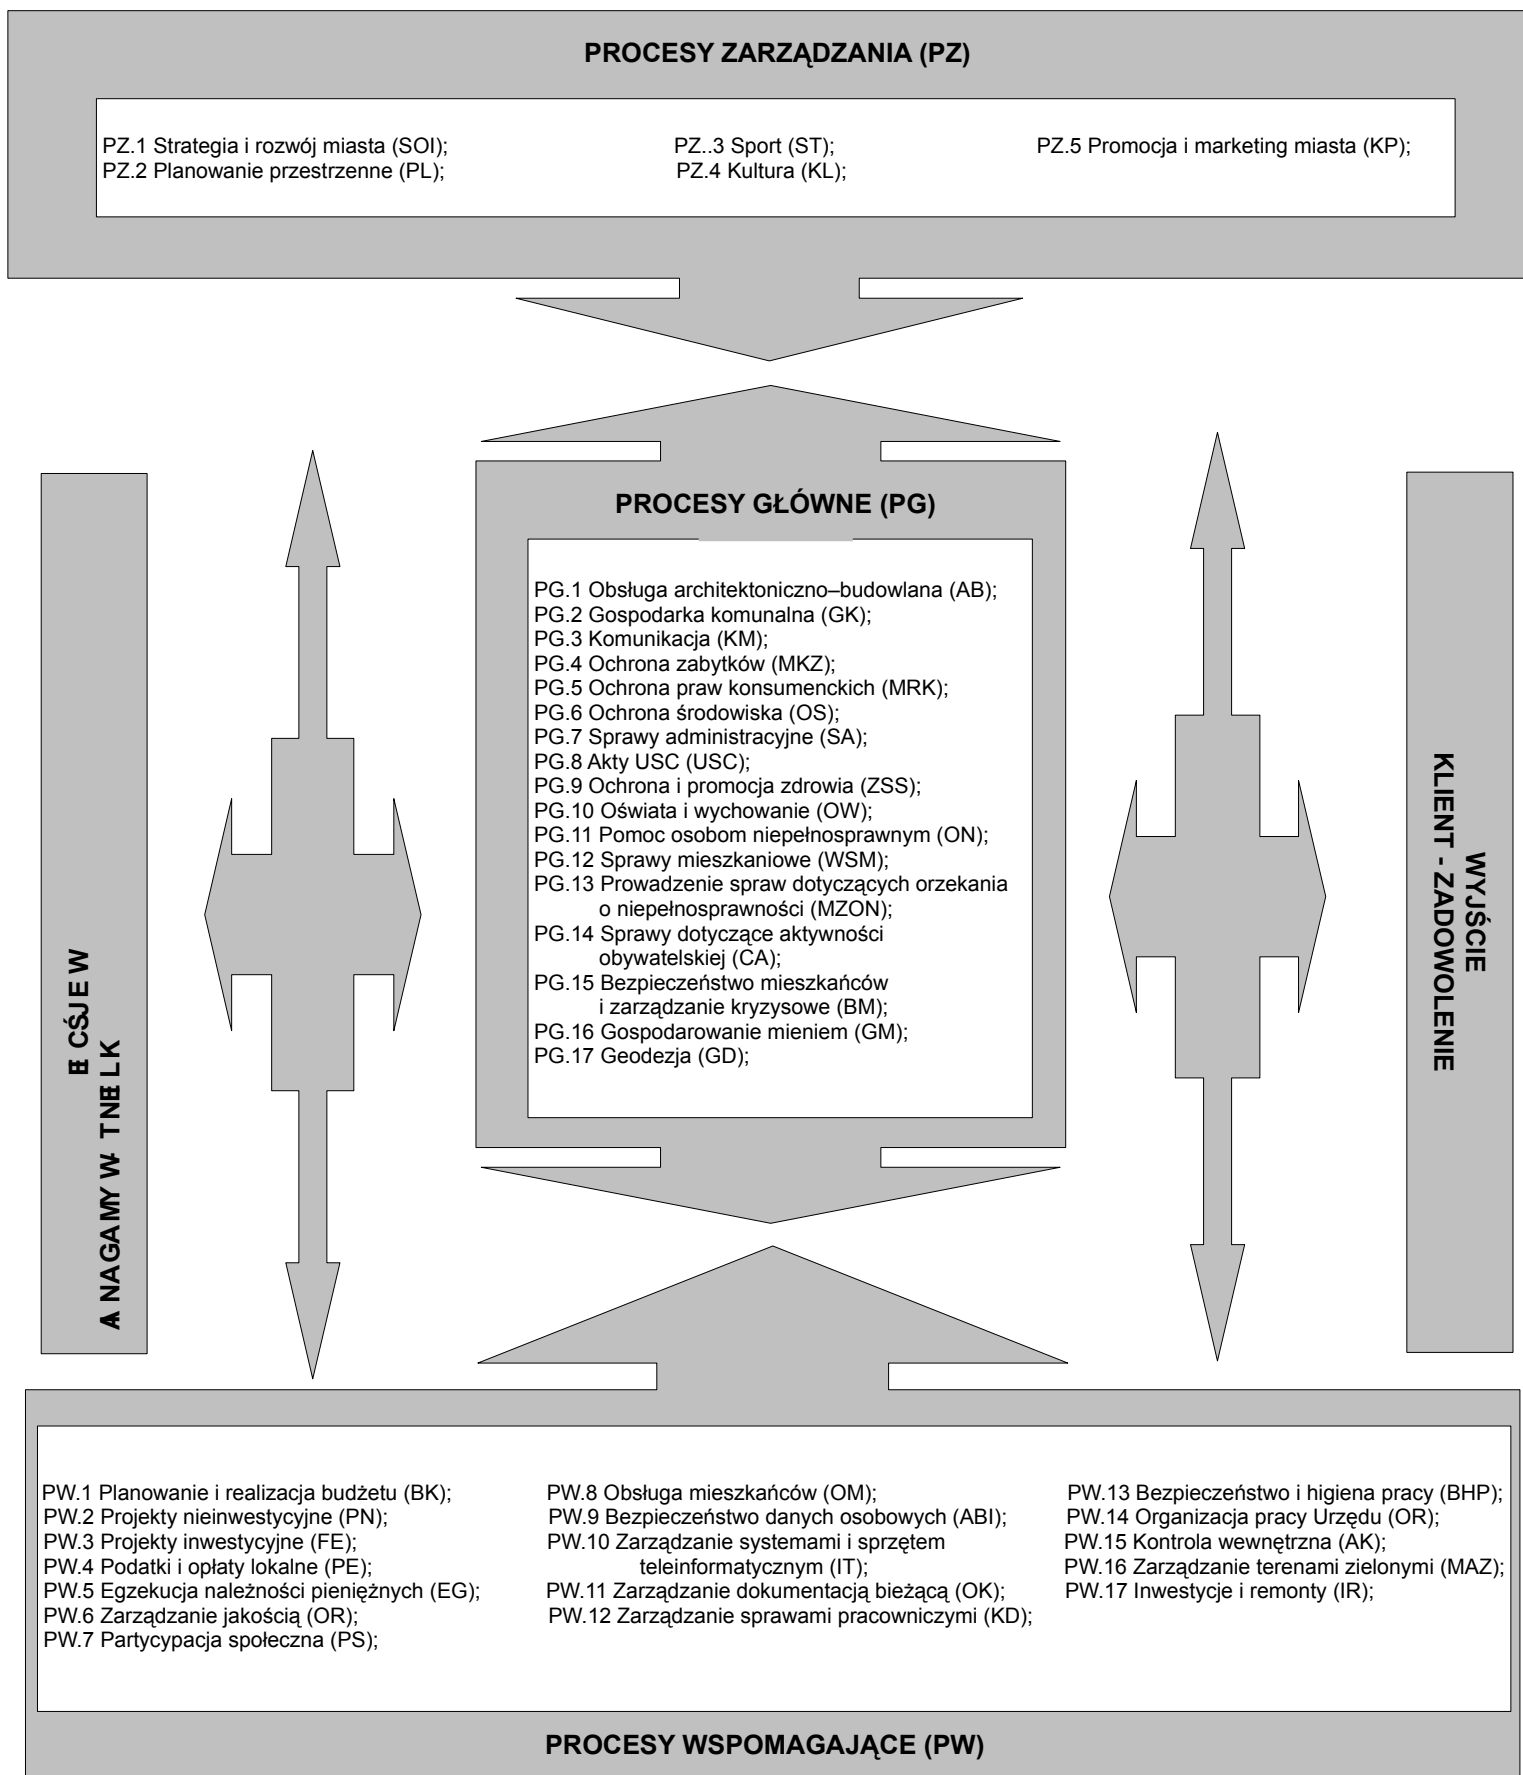 PROCESY ZARZĄDZANIA (PZ)
PZ.1 Strategia i rozwój miasta (SOI);
PZ.2 Planowanie przestrzenne (PL);
PZ..3 Sport (ST);
PZ.4 Kultura (KL);
PZ.5 Promocja i marketing miasta (KP);
WEJŚCIE
KLIENT - WYMAGANIA
PROCESY GŁÓWNE (PG)
PG.1 Obsługa architektoniczno–budowlana (AB);
PG.2 Gospodarka komunalna (GK);
PG.3 Komunikacja (KM);
PG.4 Ochrona zabytków (MKZ);
PG.5 Ochrona praw konsumenckich (MRK);
PG.6 Ochrona środowiska (OS);
PG.7 Sprawy administracyjne (SA);
PG.8 Akty USC (USC);
PG.9 Ochrona i promocja zdrowia (ZSS);
PG.10 Oświata i wychowanie (OW);
PG.11 Pomoc osobom niepełnosprawnym (ON);
PG.12 Sprawy mieszkaniowe (WSM);
PG.13 Prowadzenie spraw dotyczących orzekania
o niepełnosprawności (MZON);
PG.14 Sprawy dotyczące aktywności
obywatelskiej (CA);
PG.15 Bezpieczeństwo mieszkańców
i zarządzanie kryzysowe (BM);
PG.16 Gospodarowanie mieniem (GM);
PG.17 Geodezja (GD);
WYJŚCIE
KLIENT - ZADOWOLENIE
PW.1 Planowanie i realizacja budżetu (BK);
PW.2 Projekty nieinwestycyjne (PN);
PW.3 Projekty inwestycyjne (FE);
PW.4 Podatki i opłaty lokalne (PE);
PW.5 Egzekucja należności pieniężnych (EG);
PW.6 Zarządzanie jakością (OR);
PW.7 Partycypacja społeczna (PS);
PW.8 Obsługa mieszkańców (OM);
PW.9 Bezpieczeństwo danych osobowych (ABI);
PW.10 Zarządzanie systemami i sprzętem
teleinformatycznym (IT);
PW.11 Zarządzanie dokumentacją bieżącą (OK);
PW.12 Zarządzanie sprawami pracowniczymi (KD);
PW.13 Bezpieczeństwo i higiena pracy (BHP);
PW.14 Organizacja pracy Urzędu (OR);
PW.15 Kontrola wewnętrzna (AK);
PW.16 Zarządzanie terenami zielonymi (MAZ);
PW.17 Inwestycje i remonty (IR);
PROCESY WSPOMAGAJĄCE (PW)